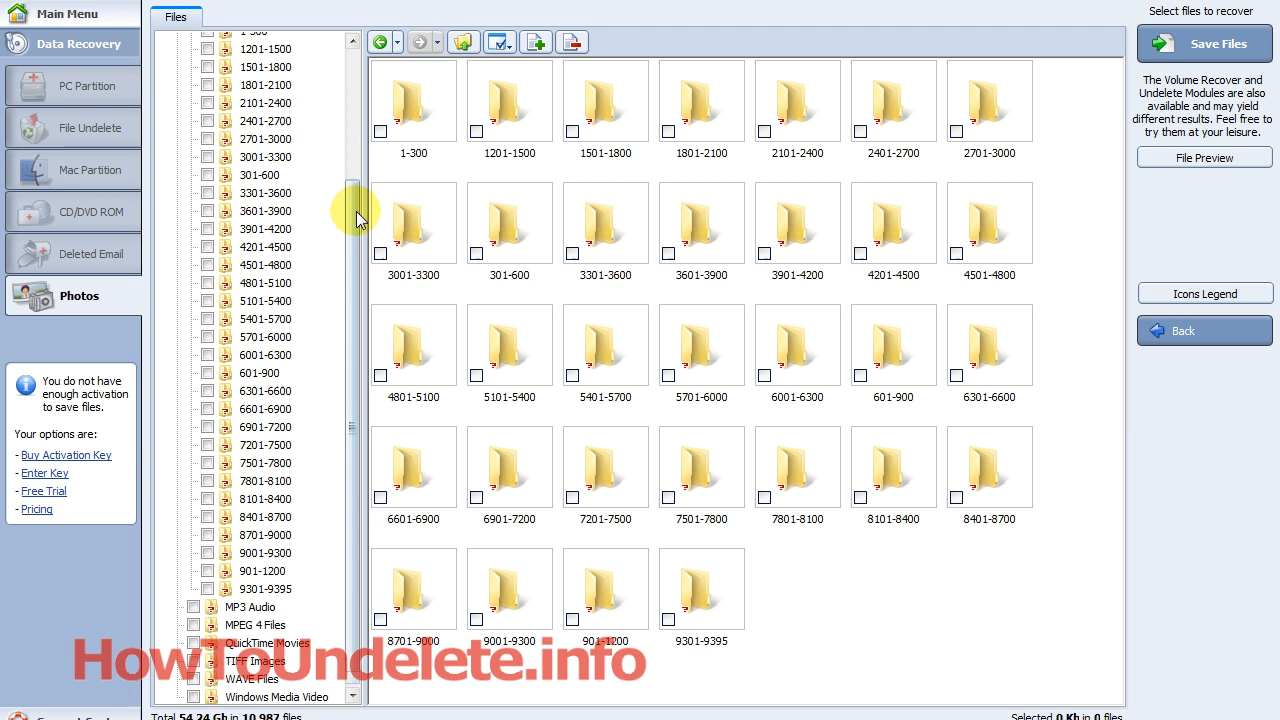 Main Menu
Files
Select files to recover
Data Recovery
Save Files
PC Partition
File Undelete
Mac Partition
CD/DVD ROM
Deleted Email
Photos
You do not have
enough activation
to save files.
Your options are:
- Buy Activation Key
- Enter Key
- Free Trial
- Pricing
1-300
1201-1500
1501-1800
1801-2100
2101-2400
2401-2700
2701-3000
3001-3300
301-600
3301-3600
3601-3900
3901-4200
4201-4500
4501-4800
4801-5100
5101-5400
5401-5700
5701-6000
6001-6300
601-900
6301-6600
6601-6900
6901-7200
7201-7500
7501-7800
7801-8100
8101-8400
8401-8700
8701-9000
9001-9300
901-1200
9301-9395
MP3 Audio
MPEG 4 Files
QuickTime Movies
TIFF Images
WAVE Files
Windows Media Video
1-300 1201-1500 1501-1800 1801-2100 2101-2400 2401-2700 2701-3000
3001-3300 301-600 3301-3600 3601-3900 3901-4200 4201-4500 4501-4800
4801-5100 5101-5400 5401-5700 5701-6000 6001-6300 601-900 6301-6600
6601-6900 6901-7200 7201-7500 7501-7800 7801-8100 8101-8400 8401-8700
8701-9000 9001-9300 901-1200 9301-9395
The Volume Recover and
Undelete Modules are also
available and may yield
different results. Feel free to
try them at your leisure.
File Preview
Icons Legend
Back
HowToUndelete.info
Total 54.24 Gh in 10,987 files
Selected 0 Kh in 0 files